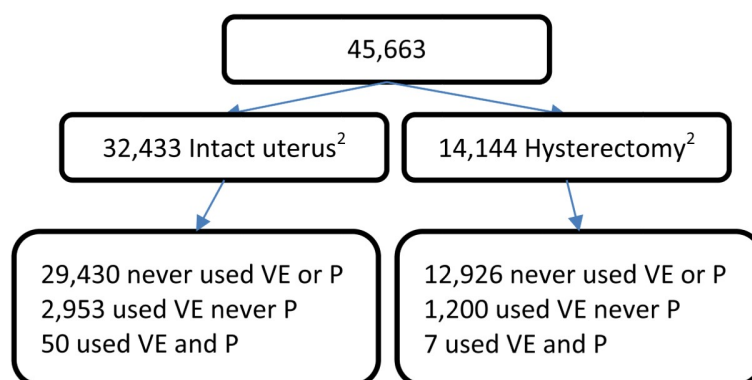 45,663
32,433 Intact uterus²
14,144 Hysterectomy²
29,430 never used VE or P
2,953 used VE never P
50 used VE and P
12,926 never used VE or P
1,200 used VE never P
7 used VE and P